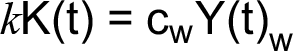 kK(t) = cwY(t)w